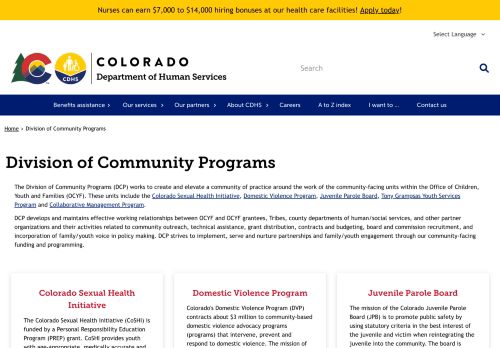 Nurses can earn $7,000 to $14,000 hiring bonuses at our health care facilities! Apply today!
Select Language
COLORADO
Department of Human Services
CDHS
Search
Benefits assistance
Our services
Our partners
About CDHS
Careers
A to Z index
I want to ...
Contact us
Home › Division of Community Programs
Division of Community Programs
The Division of Community Programs (DCP) works to create and elevate a community of practice around the work of the community-facing units within the Office of Children,
Youth and Families (OCYF). These units include the Colorado Sexual Health Initiative, Domestic Violence Program, Juvenile Parole Board, Tony Grampsas Youth Services
Program and Collaborative Management Program.
DCP develops and maintains effective working relationships between OCYF and OCYF grantees, Tribes, county departments of human/social services, and other partner
organizations and their activities related to community outreach, technical assistance, grant distribution, contracts and budgeting, board and commission recruitment, and
incorporation of family/youth voice in policy making. DCP strives to implement, serve and nurture partnerships and family/youth engagement through our community-facing
funding and programming.
Colorado Sexual Health
Initiative
The Colorado Sexual Health Initiative (CoSHI) is
funded by a Personal Responsibility Education
Program (PREP) grant. CoSHI provides youth
with age-appropriate, medically accurate and
Domestic Violence Program
Colorado's Domestic Violence Program (DVP)
contracts about $3 million to community-based
domestic violence advocacy programs
(programs) that intervene, prevent and
respond to domestic violence. The mission of
Juvenile Parole Board
The mission of the Colorado Juvenile Parole
Board (JPB) is to promote public safety by
using statutory criteria in the best interest of
the juvenile and victim when reintegrating the
juvenile into the community. The board is